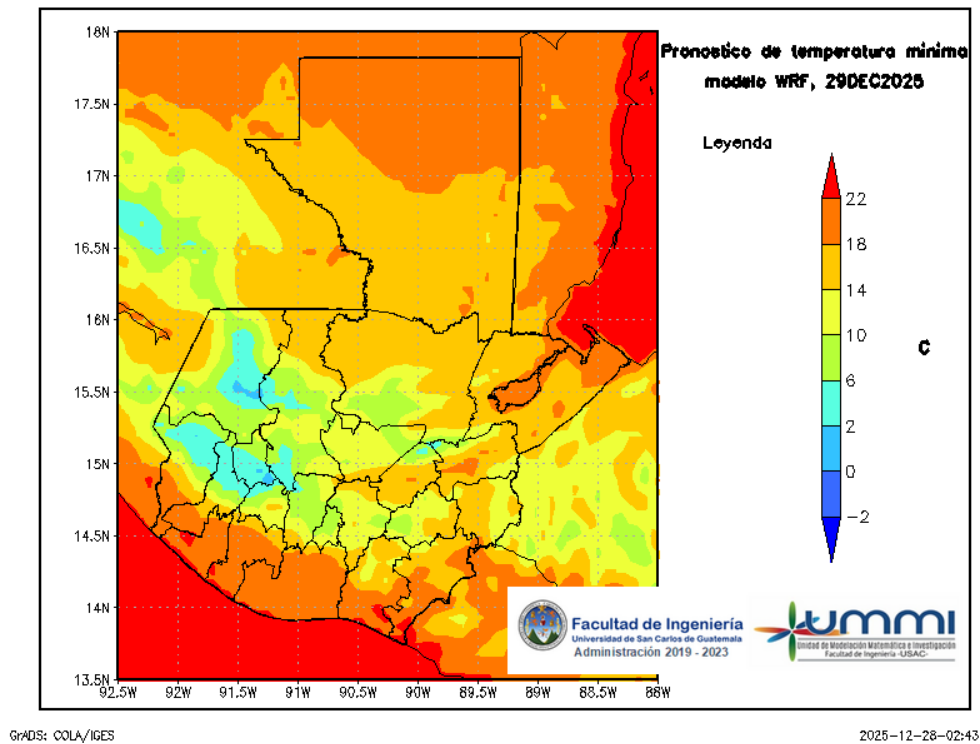 Pronostico de temperatura minima
modelo WRF, 29DEC2025
Leyenda
22
18
14
10
6
2
0
−2
C
18N
17.5N
17N
16.5N
16N
15.5N
15N
14.5N
14N
13.5N
92.5W 92W 91.5W 91W 90.5W 90W 89.5W 89W 88.5W 88W
Facultad de Ingeniería
Universidad de San Carlos de Guatemala
Administración 2019 - 2023
ummi
Unidad de Modelación Matemática e Investigación
Facultad de Ingeniería -USAC-
GrADS: COLA/IGES
2025-12-28-02:43